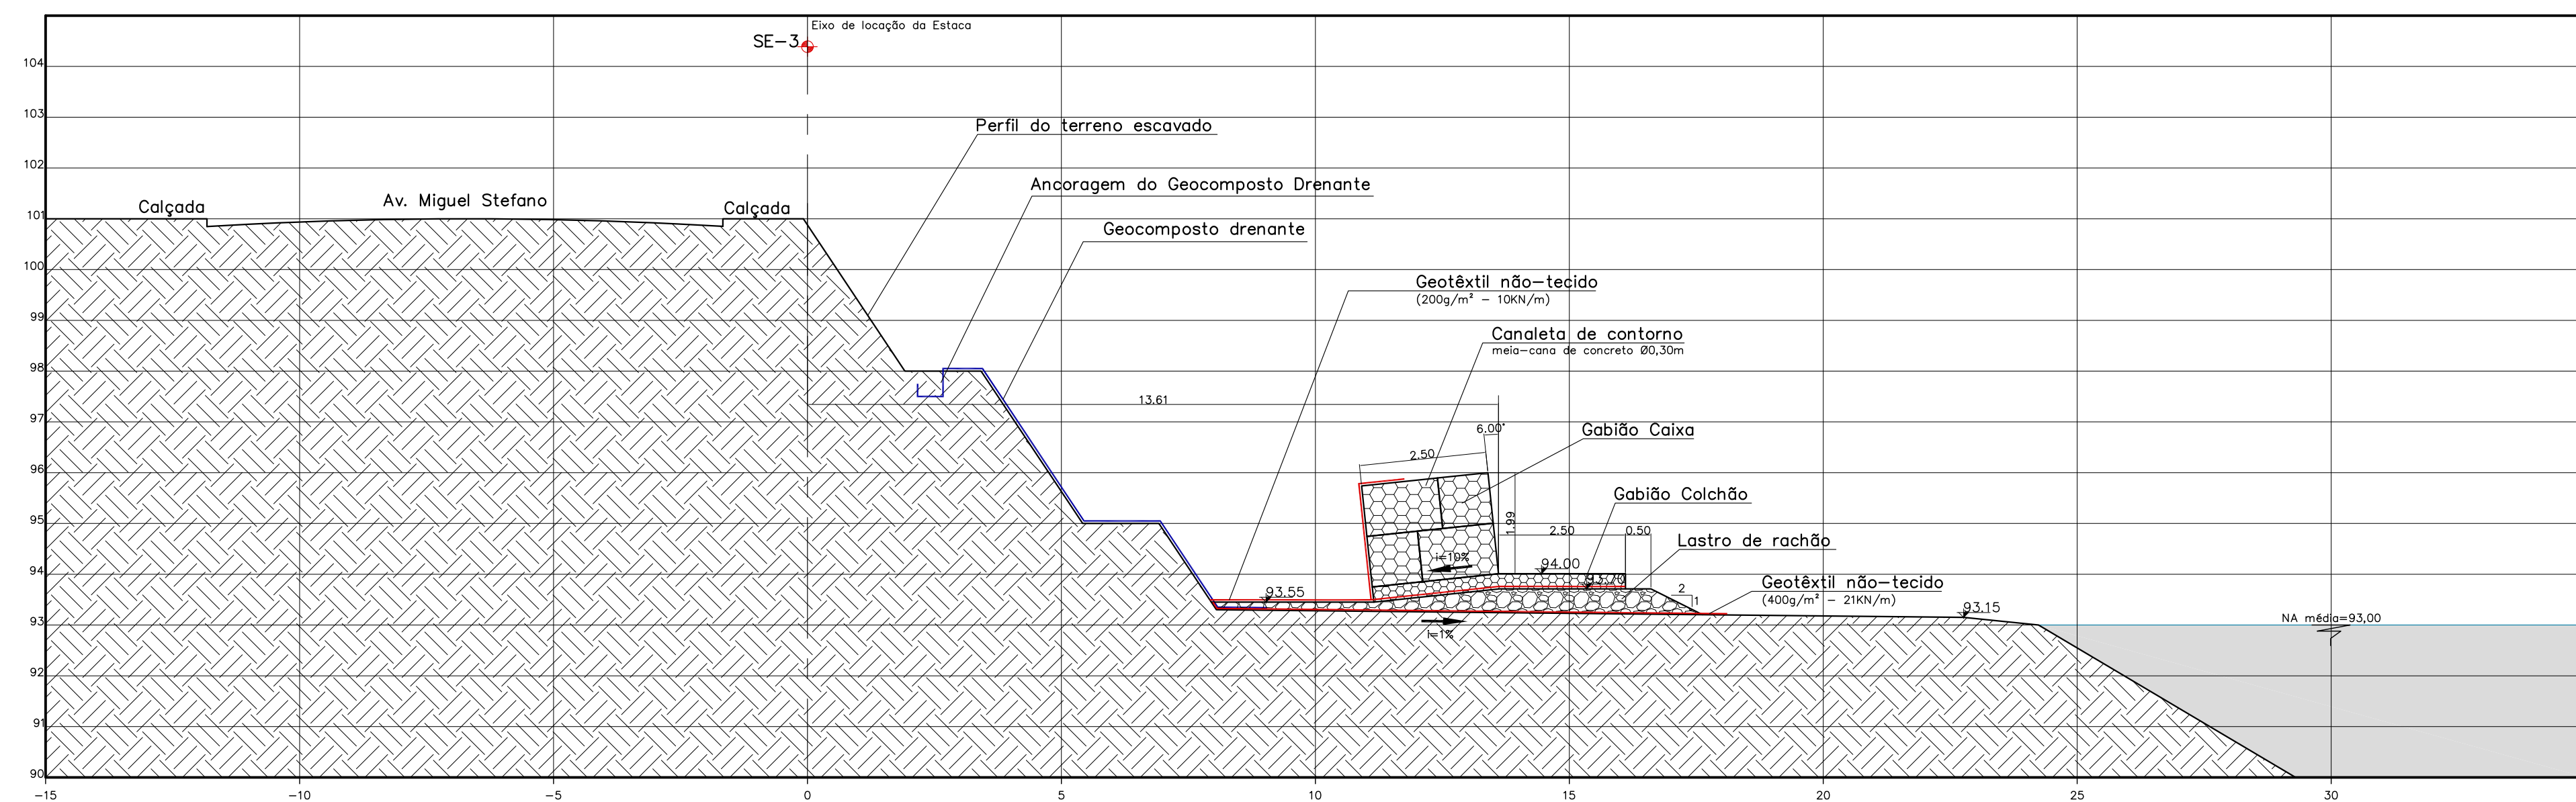 Eixo de locação da Estaca
SE-3
104
103
Perfil do terreno escavado
102
Ancoragem do Geocomposto Drenante
Calçada
Av. Miguel Stefano
Calçada
101
Geocomposto drenante
100
Geotêxtil não-tecido
(200g/m² - 10KN/m)
99
Canaleta de contorno
meia-cana de concreto Ø0,30m
98
13.61
97
6.00°
Gabião Caixa
2.50
96
Gabião Colchão
95
1.99
2.50
0.50
Lastro de rachão
i=10%
94.00
94
93.70
Geotêxtil não-tecido
(400g/m² - 21KN/m)
2
1
93.55
93.15
93
i=1%
NA média=93,00
92
91
90
-15
-10
-5
0
5
10
15
20
25
30